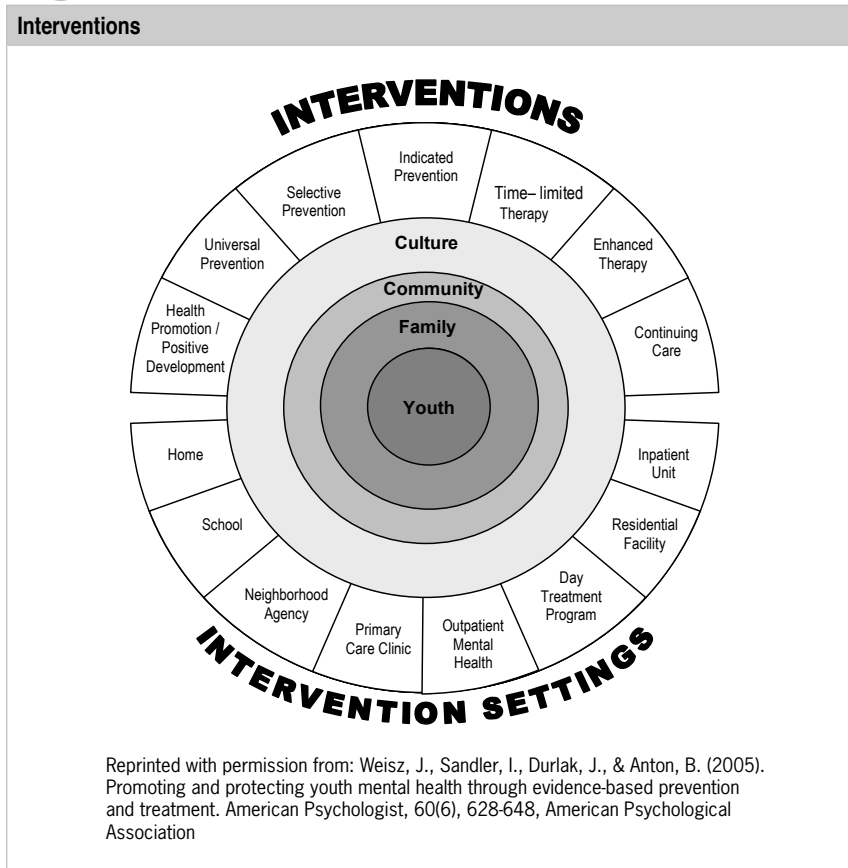 Interventions
INTERVENTIONS
Indicated
Prevention
Selective
Prevention
Time– limited
Therapy
Universal
Prevention
Enhanced
Therapy
Health
Promotion /
Positive
Development
Continuing
Care
Culture
Community
Family
Youth
Home
Inpatient
Unit
School
Residential
Facility
Neighborhood
Agency
Day
Treatment
Program
Primary
Care Clinic
Outpatient
Mental
Health
INTERVENTION SETTINGS
Reprinted with permission from: Weisz, J., Sandler, I., Durlak, J., & Anton, B. (2005).
Promoting and protecting youth mental health through evidence-based prevention
and treatment. American Psychologist, 60(6), 628-648, American Psychological
Association